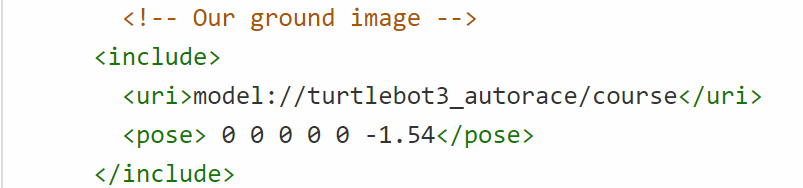 <!-- Our ground image -->
<include>
<uri>model://turtlebot3_autorace/course</uri>
<pose> 0 0 0 0 0 -1.54</pose>
</include>